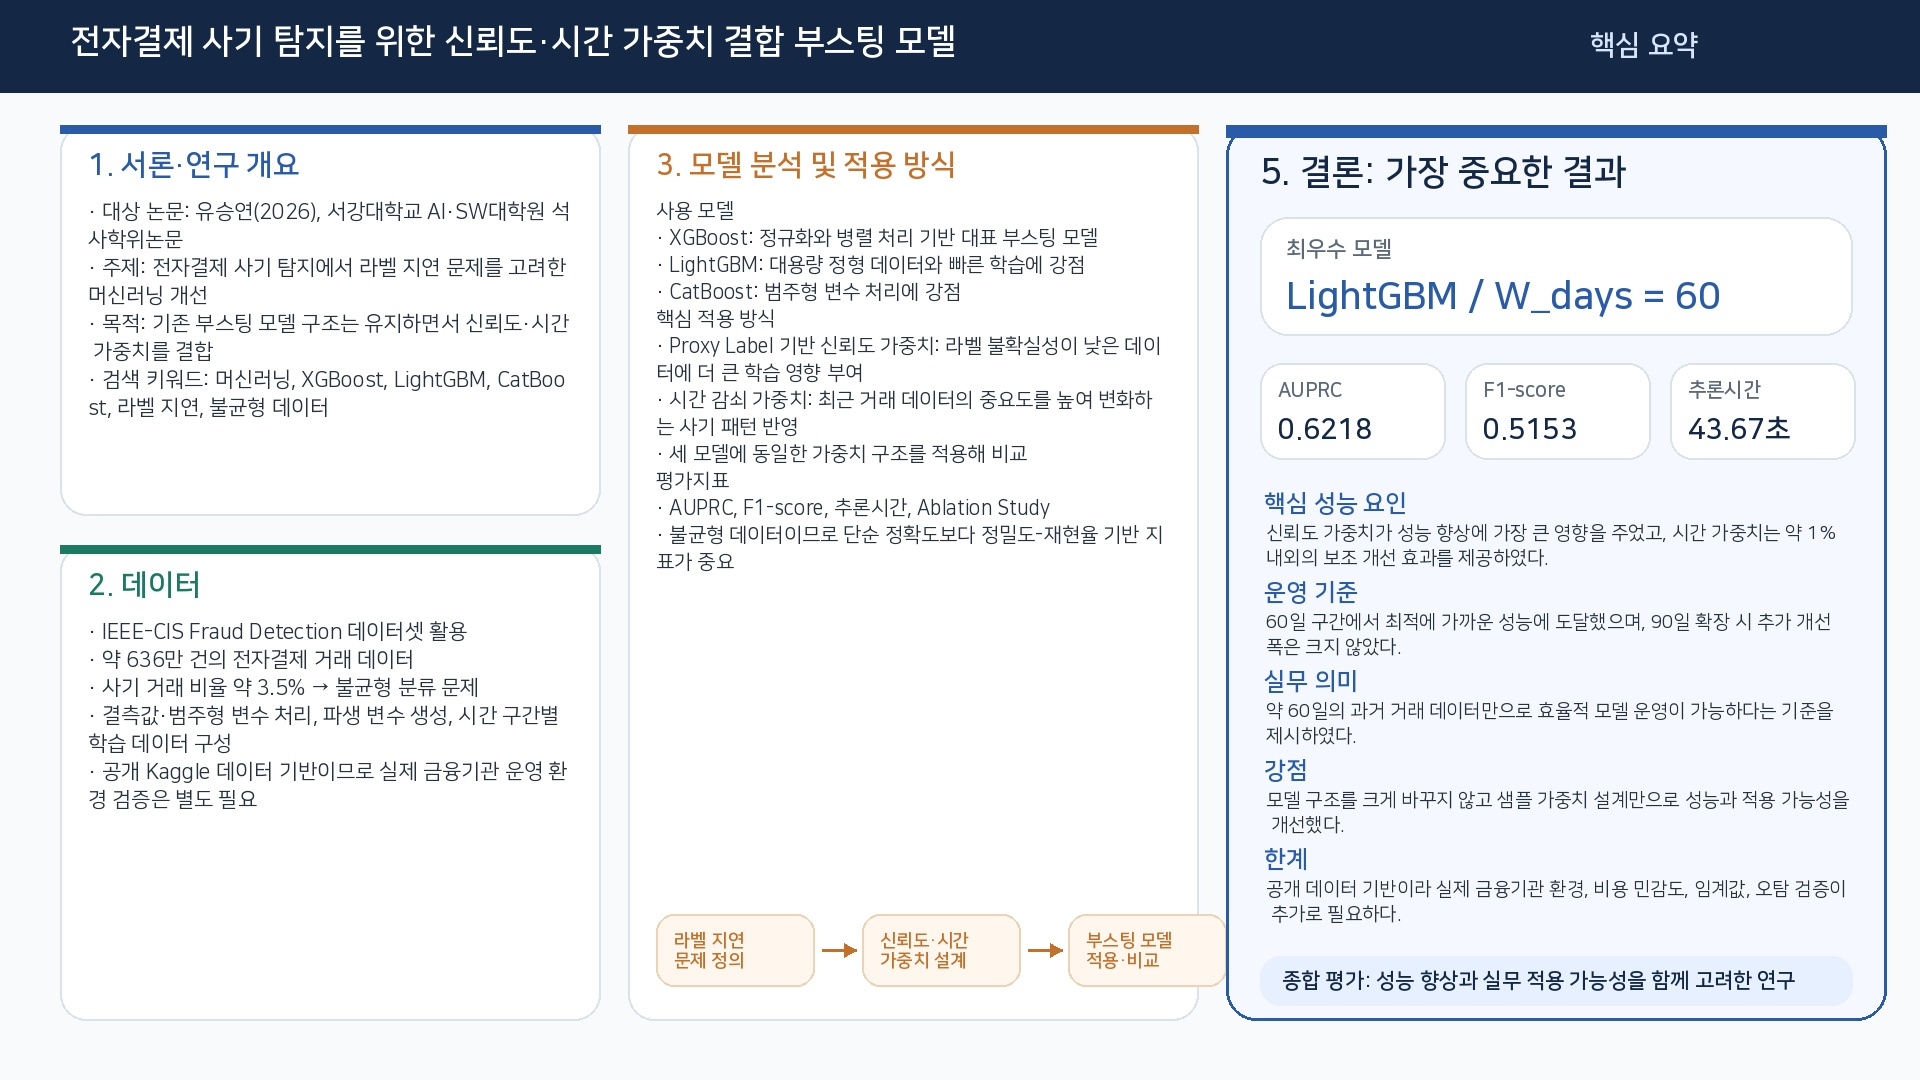 전자결제 사기 탐지를 위한 신뢰도·시간 가중치 결합 부스팅 모델
핵심 요약
1. 서론·연구 개요
· 대상 논문: 유승연(2026), 서강대학교 AI·SW대학원 석
사학위논문
· 주제: 전자결제 사기 탐지에서 라벨 지연 문제를 고려한
머신러닝 개선
· 목적: 기존 부스팅 모델 구조는 유지하면서 신뢰도·시간
가중치를 결합
· 검색 키워드: 머신러닝, XGBoost, LightGBM, CatBoo
st, 라벨 지연, 불균형 데이터
2. 데이터
· IEEE-CIS Fraud Detection 데이터셋 활용
· 약 636만 건의 전자결제 거래 데이터
· 사기 거래 비율 약 3.5% → 불균형 분류 문제
· 결측값·범주형 변수 처리, 파생 변수 생성, 시간 구간별
학습 데이터 구성
· 공개 Kaggle 데이터 기반이므로 실제 금융기관 운영 환
경 검증은 별도 필요
3. 모델 분석 및 적용 방식
사용 모델
· XGBoost: 정규화와 병렬 처리 기반 대표 부스팅 모델
· LightGBM: 대용량 정형 데이터와 빠른 학습에 강점
· CatBoost: 범주형 변수 처리에 강점
핵심 적용 방식
· Proxy Label 기반 신뢰도 가중치: 라벨 불확실성이 낮은 데이
터에 더 큰 학습 영향 부여
· 시간 감쇠 가중치: 최근 거래 데이터의 중요도를 높여 변화하
는 사기 패턴 반영
· 세 모델에 동일한 가중치 구조를 적용해 비교
평가지표
· AUPRC, F1-score, 추론시간, Ablation Study
· 불균형 데이터이므로 단순 정확도보다 정밀도-재현율 기반 지
표가 중요
라벨 지연
문제 정의
신뢰도·시간
가중치 설계
부스팅 모델
적용·비교
5. 결론: 가장 중요한 결과
최우수 모델
LightGBM / W_days = 60
AUPRC
0.6218
F1-score
0.5153
추론시간
43.67초
핵심 성능 요인
신뢰도 가중치가 성능 향상에 가장 큰 영향을 주었고, 시간 가중치는 약 1%
내외의 보조 개선 효과를 제공하였다.
운영 기준
60일 구간에서 최적에 가까운 성능에 도달했으며, 90일 확장 시 추가 개선
폭은 크지 않았다.
실무 의미
약 60일의 과거 거래 데이터만으로 효율적 모델 운영이 가능하다는 기준을
제시하였다.
강점
모델 구조를 크게 바꾸지 않고 샘플 가중치 설계만으로 성능과 적용 가능성을
개선했다.
한계
공개 데이터 기반이라 실제 금융기관 환경, 비용 민감도, 임계값, 오탐 검증이
추가로 필요하다.
종합 평가: 성능 향상과 실무 적용 가능성을 함께 고려한 연구